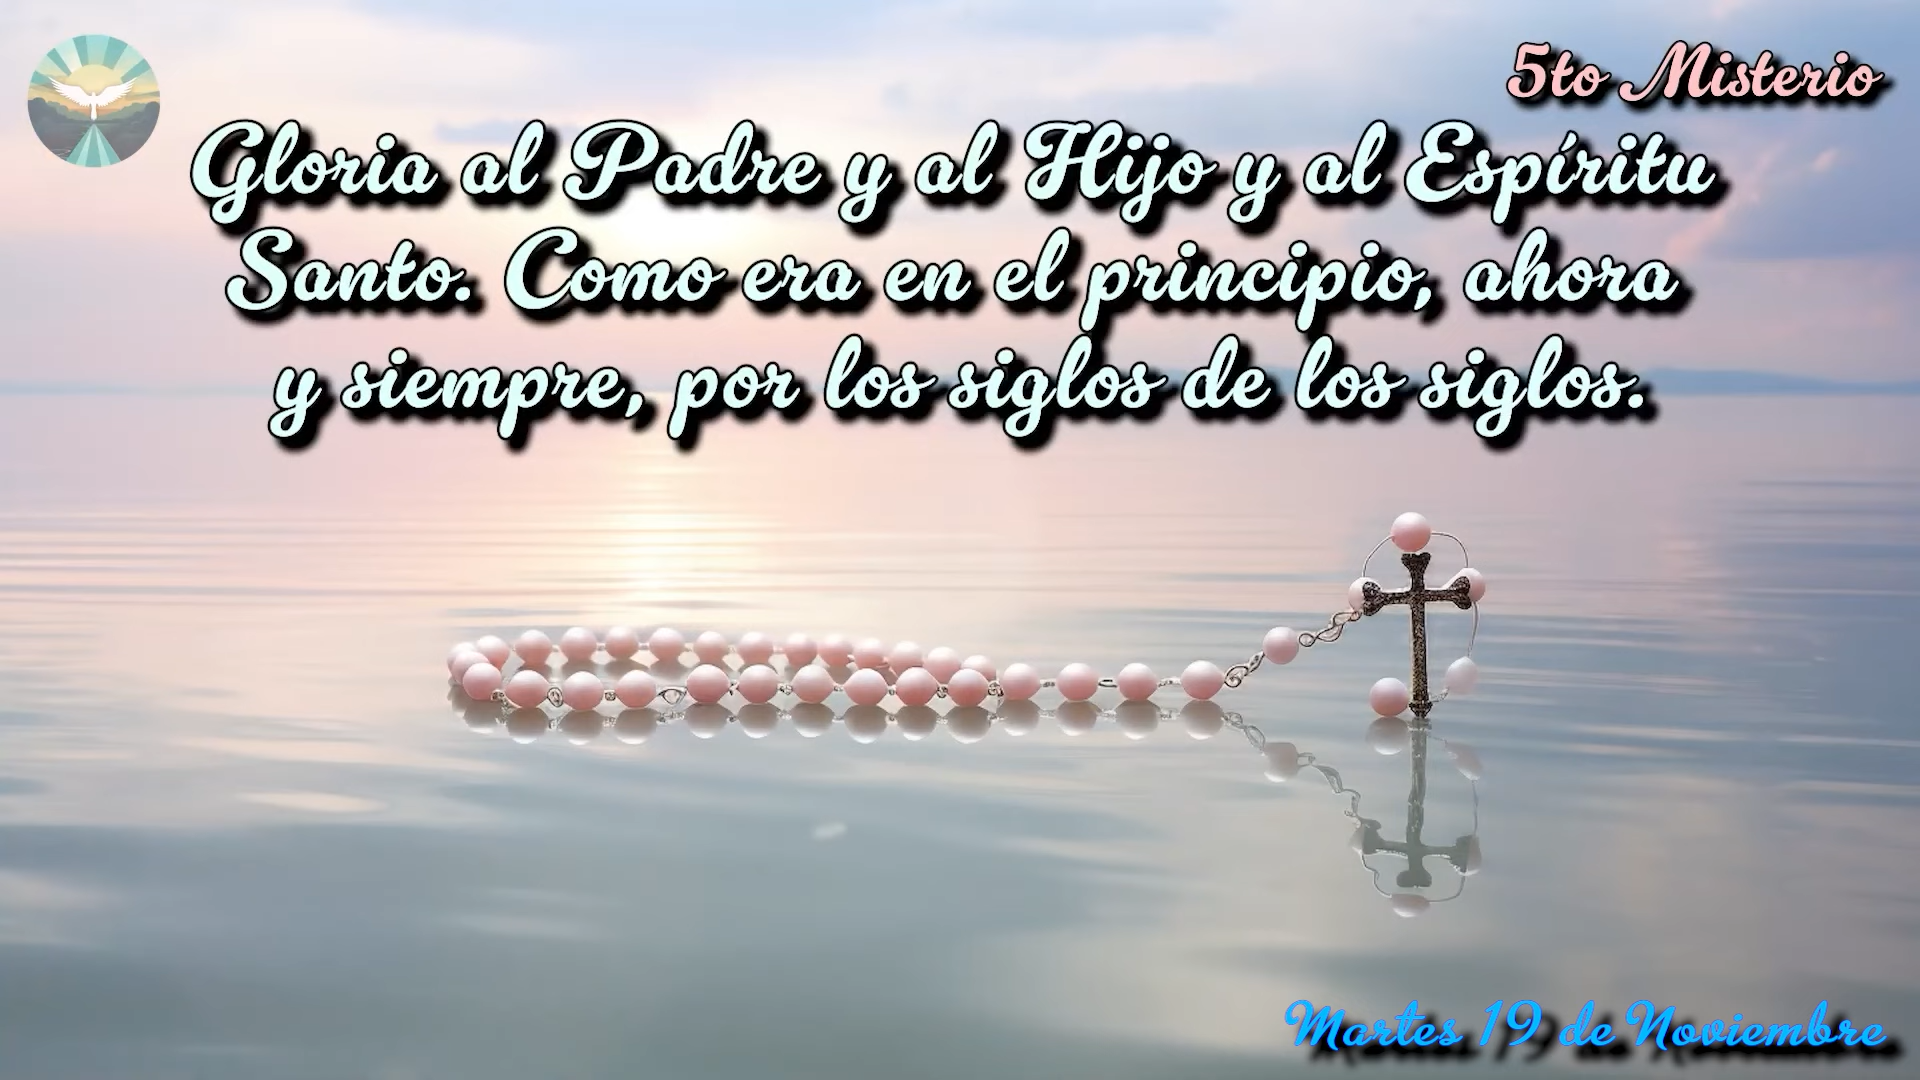 5to Misterio
Gloria al Padre y al Hijo y al Espíritu
Santo. Como era en el principio, ahora
y siempre, por los siglos de los siglos.
Martes 19 de Noviembre